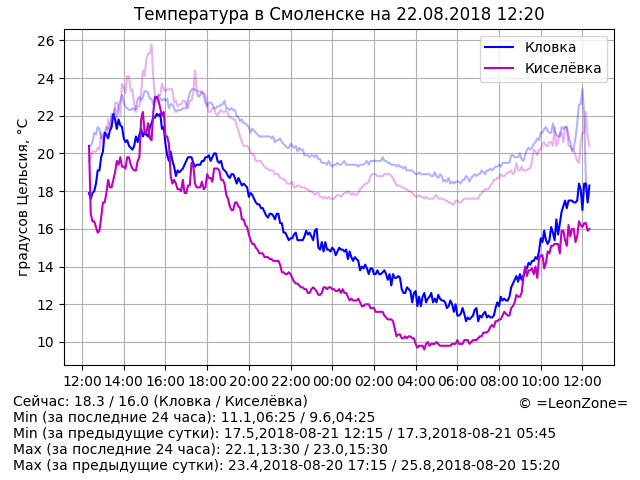 Температура в Смоленске на 22.08.2018 12:20
градусов Цельсия, °C
26
24
22
20
18
16
14
12
10
Кловка
Киселёвка
12:00 14:00 16:00 18:00 20:00 22:00 00:00 02:00 04:00 06:00 08:00 10:00 12:00
Сейчас: 18.3 / 16.0 (Кловка / Киселёвка)
© =LeonZone=
Min (за последние 24 часа): 11.1,06:25 / 9.6,04:25
Min (за предыдущие сутки): 17.5,2018-08-21 12:15 / 17.3,2018-08-21 05:45
Max (за последние 24 часа): 22.1,13:30 / 23.0,15:30
Max (за предыдущие сутки): 23.4,2018-08-20 17:15 / 25.8,2018-08-20 15:20